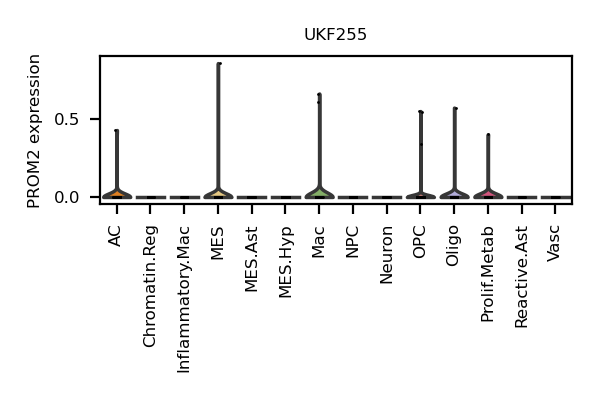 UKF255
PROM2 expression
0.5
0.0
AC
Chromatin.Reg
Inflammatory.Mac
MES
MES.Ast
MES.Hyp
Mac
NPC
Neuron
OPC
Oligo
Prolif.Metab
Reactive.Ast
Vasc